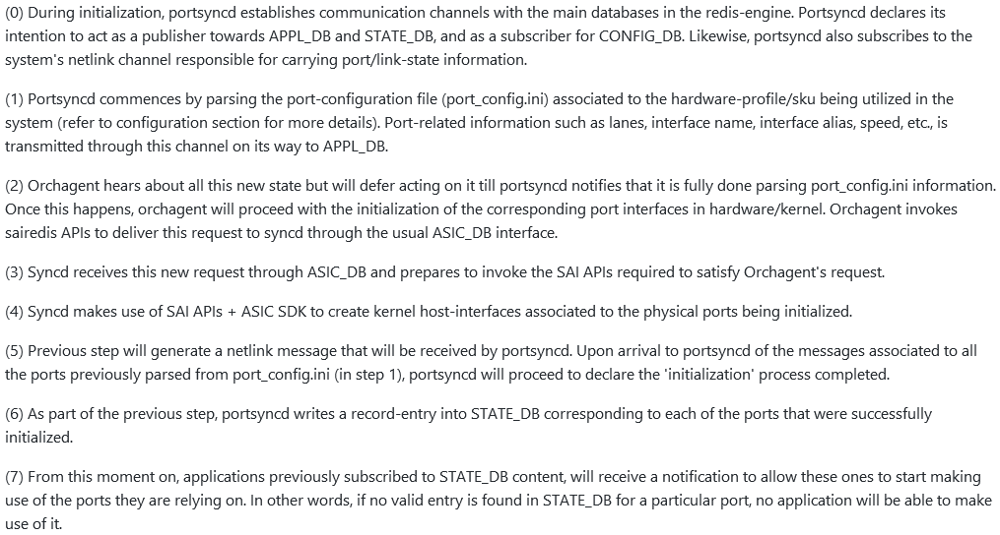 (0) During initialization, portsyncd establishes communication channels with the main databases in the redis-engine. Portsyncd declares its
intention to act as a publisher towards APPL_DB and STATE_DB, and as a subscriber for CONFIG_DB. Likewise, portsyncd also subscribes to the
system's netlink channel responsible for carrying port/link-state information.
(1) Portsyncd commences by parsing the port-configuration file (port_config.ini) associated to the hardware-profile/sku being utilized in the
system (refer to configuration section for more details). Port-related information such as lanes, interface name, interface alias, speed, etc., is
transmitted through this channel on its way to APPL_DB.
(2) Orchagent hears about all this new state but will defer acting on it till portsyncd notifies that it is fully done parsing port_config.ini information.
Once this happens, orchagent will proceed with the initialization of the corresponding port interfaces in hardware/kernel. Orchagent invokes
sairedis APIs to deliver this request to syncd through the usual ASIC_DB interface.
(3) Syncd receives this new request through ASIC_DB and prepares to invoke the SAI APIs required to satisfy Orchagent's request.
(4) Syncd makes use of SAI APIs + ASIC SDK to create kernel host-interfaces associated to the physical ports being initialized.
(5) Previous step will generate a netlink message that will be received by portsyncd. Upon arrival to portsyncd of the messages associated to all
the ports previously parsed from port_config.ini (in step 1), portsyncd will proceed to declare the 'initialization' process completed.
(6) As part of the previous step, portsyncd writes a record-entry into STATE_DB corresponding to each of the ports that were successfully
initialized.
(7) From this moment on, applications previously subscribed to STATE_DB content, will receive a notification to allow these ones to start making
use of the ports they are relying on. In other words, if no valid entry is found in STATE_DB for a particular port, no application will be able to make
use of it.